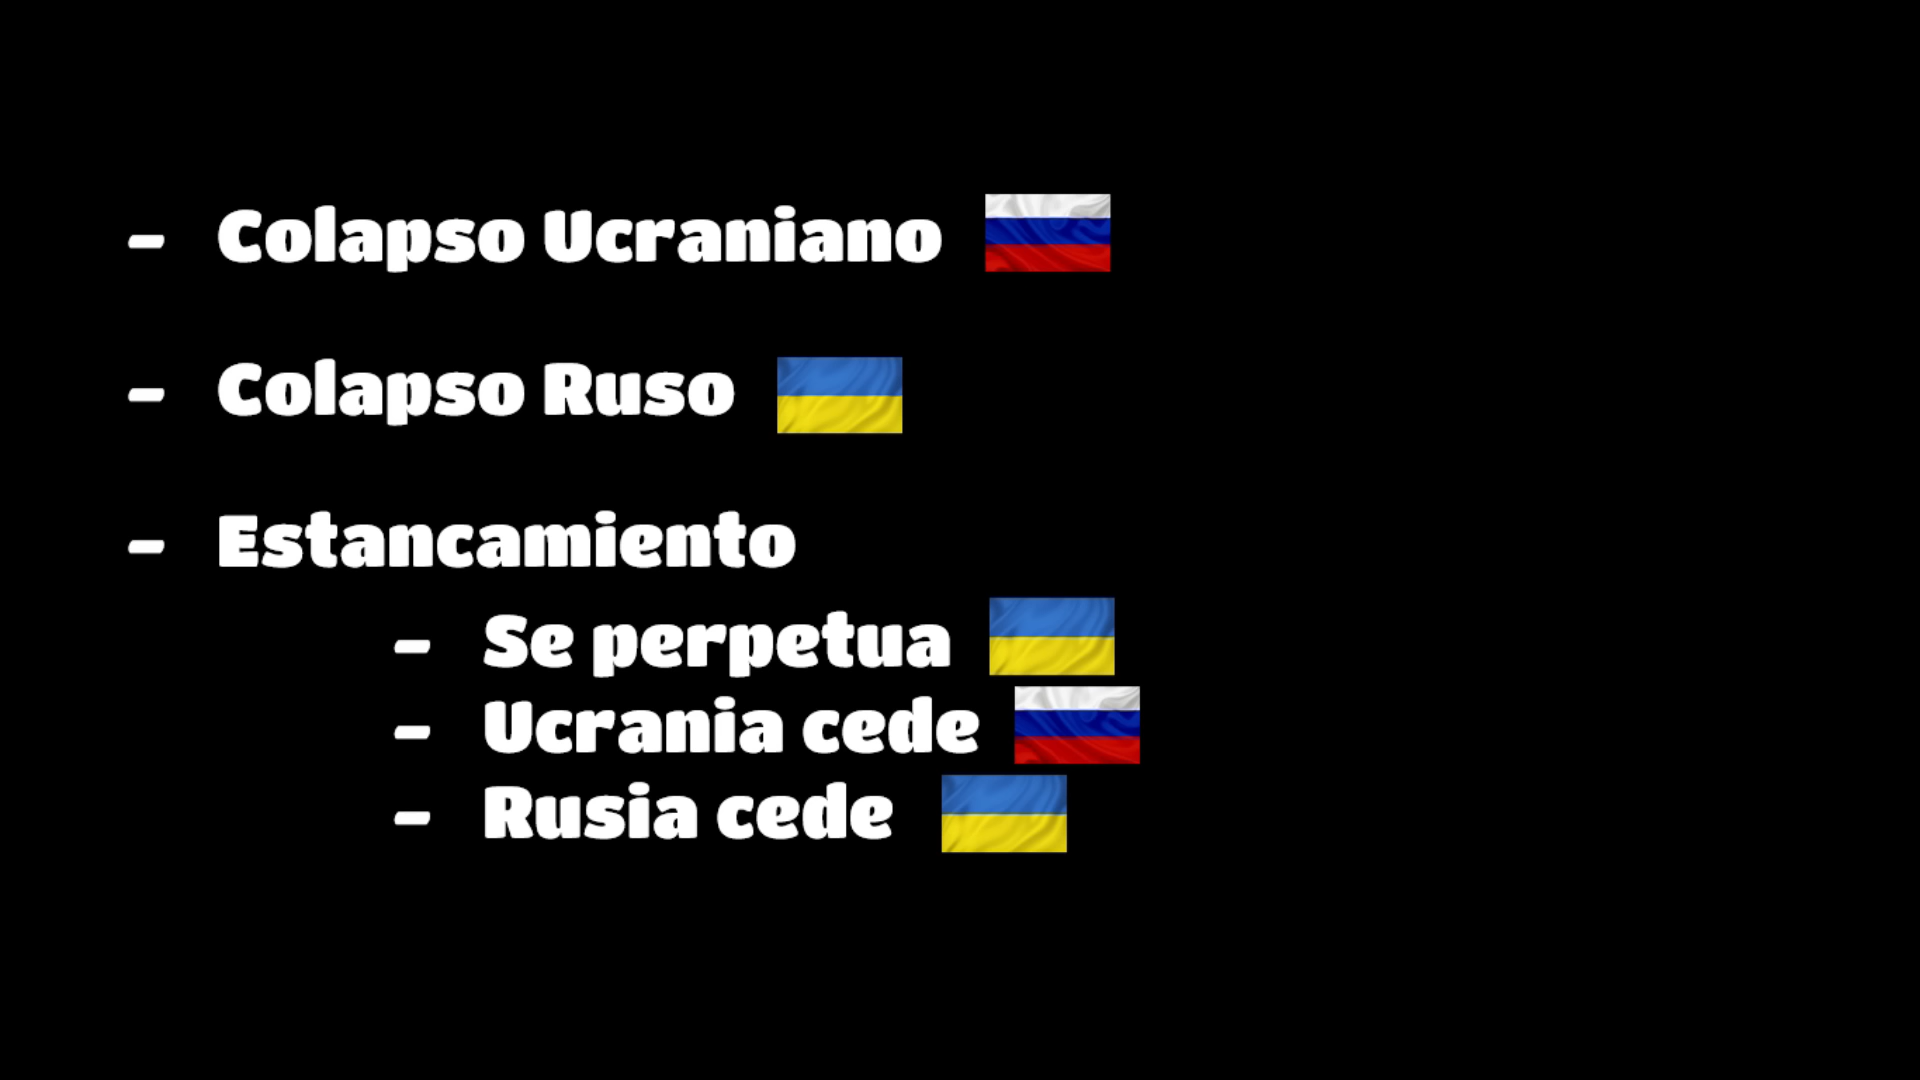 - Colapso Ucraniano
- Colapso Ruso
- Estancamiento
- Se perpetua
- Ucrania cede
- Rusia cede